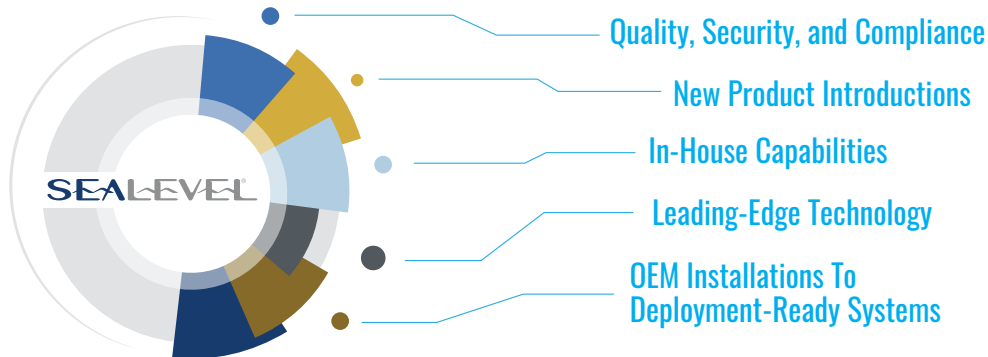 Quality, Security, and Compliance
New Product Introductions
In-House Capabilities
SEALEVEL®
Leading-Edge Technology
OEM Installations To
Deployment-Ready Systems